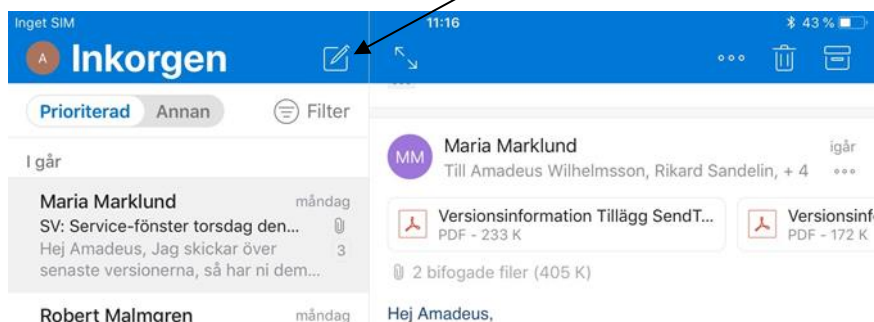 Inget SIM
11:16
43 %
A
Inkorgen
Prioriterad
Annan
Filter
I går
Maria Marklund
måndag
SV: Service-fönster torsdag den...
Hej Amadeus, Jag skickar över
3
senaste versionerna, så har ni dem...
Robert Malmgren
måndag
MM
Maria Marklund
igår
Till Amadeus Wilhelmsson, Rikard Sandelin, + 4
Versionsinformation Tillägg SendT...
PDF - 233 K
Versionsinf
PDF - 172 K
2 bifogade filer (405 K)
Hej Amadeus,